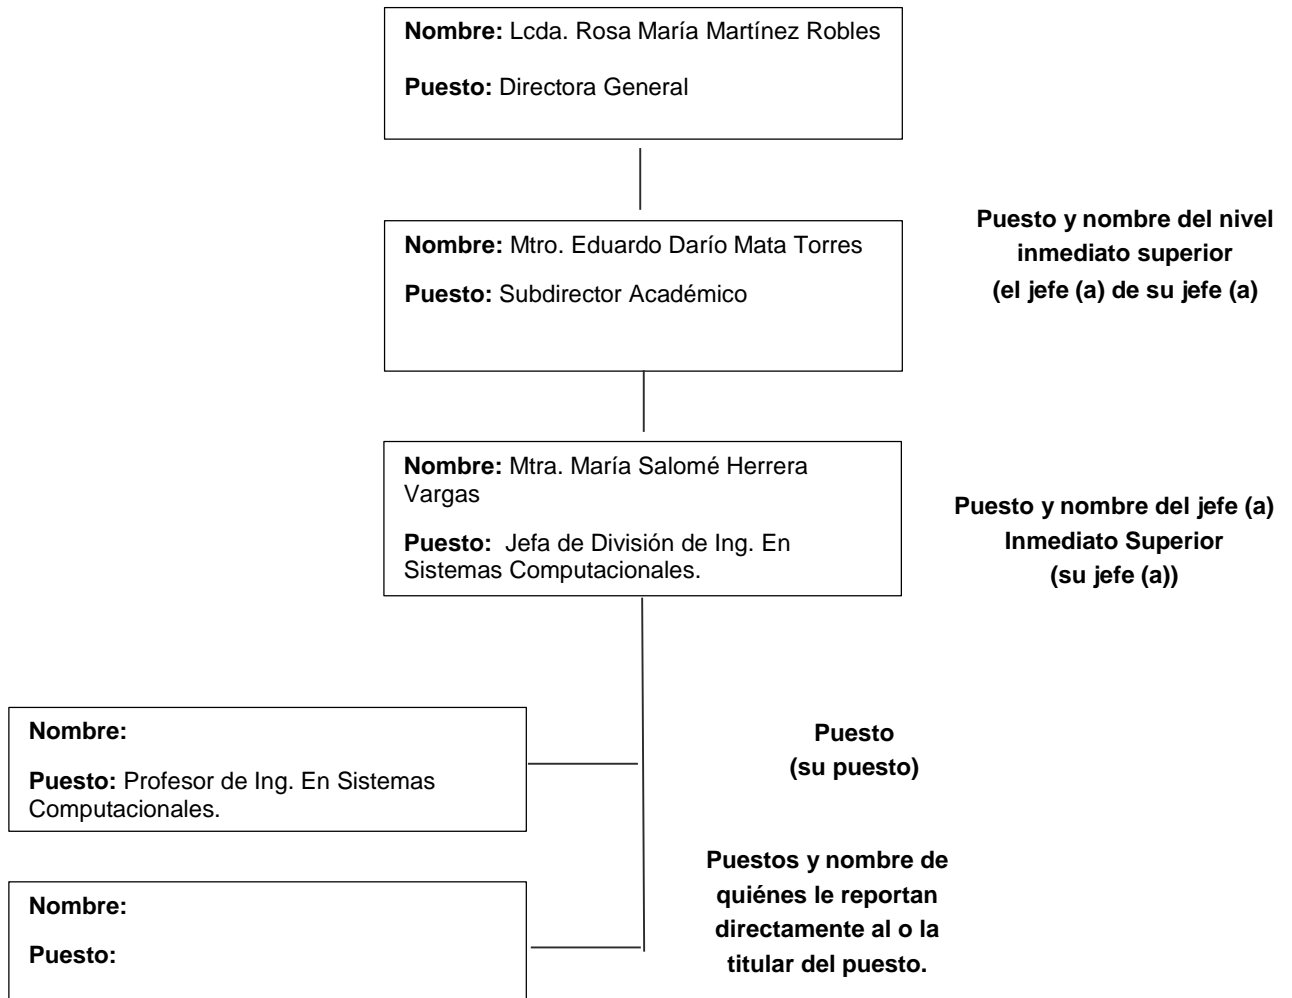 Nombre: Lcda. Rosa María Martínez Robles
Puesto: Directora General
Nombre: Mtro. Eduardo Darío Mata Torres
Puesto: Subdirector Académico
Puesto y nombre del nivel
inmediato superior
(el jefe (a) de su jefe (a)
Nombre: Mtra. María Salomé Herrera
Vargas
Puesto: Jefa de División de Ing. En
Sistemas Computacionales.
Puesto y nombre del jefe (a)
Inmediato Superior
(su jefe (a))
Nombre:
Puesto: Profesor de Ing. En Sistemas
Computacionales.
Puesto
(su puesto)
Nombre:
Puesto:
Puestos y nombre de
quiénes le reportan
directamente al o la
titular del puesto.